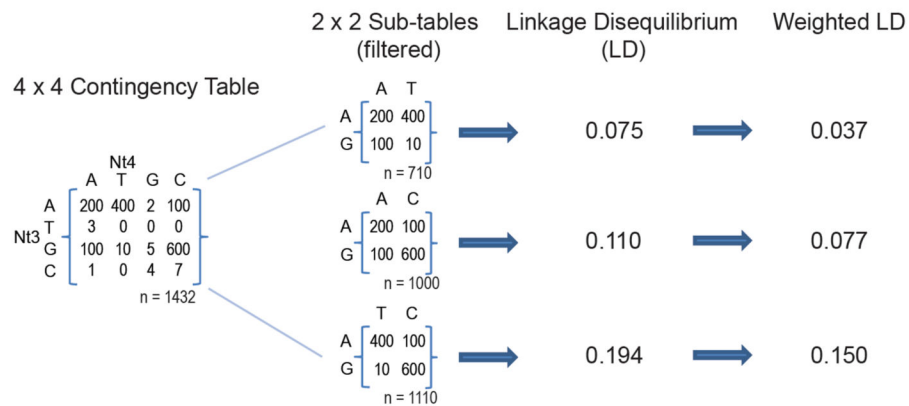 2 x 2 Sub-tables Linkage Disequilibrium Weighted LD
(filtered) (LD)
4 x 4 Contingency Table
A T
A 200 400 0.075 0.037
G 100 10
n = 710
Nt4
A T G C
A 200 400 2 100
T 3 0 0 0
Nt3
G 100 10 5 600
C 1 0 4 7
n = 1432
A C
A 200 100 0.110 0.077
G 100 600
n = 1000
T C
A 400 100 0.194 0.150
G 10 600
n = 1110